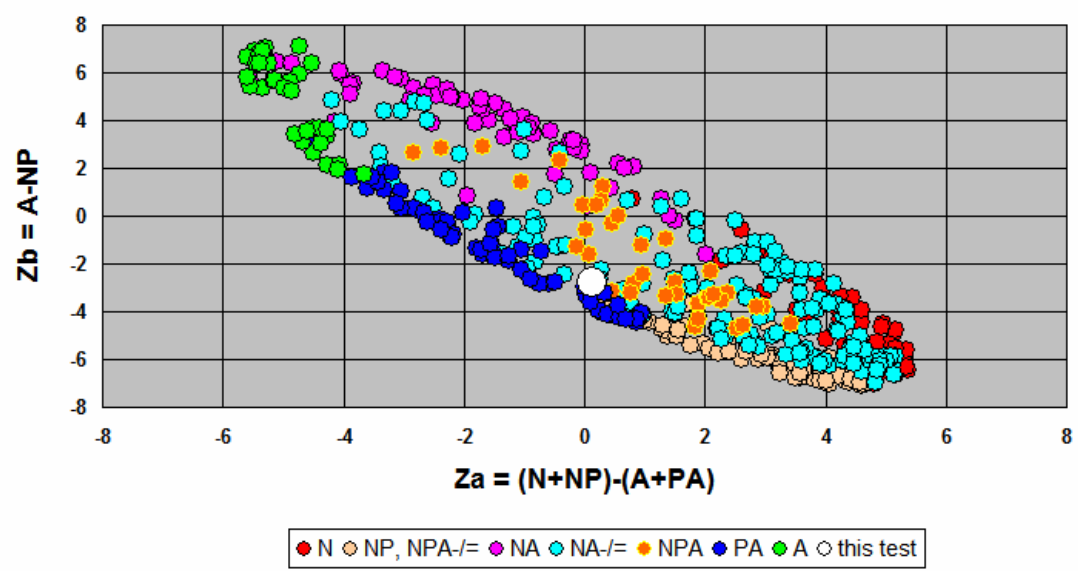 8
6
4
2
0
-2
-4
-6
-8
Zb = A-NP
-8 -6 -4 -2 0 2 4 6 8
Za = (N+NP)-(A+PA)
N NP, NPA-/= NA NA-/= NPA PA A this test